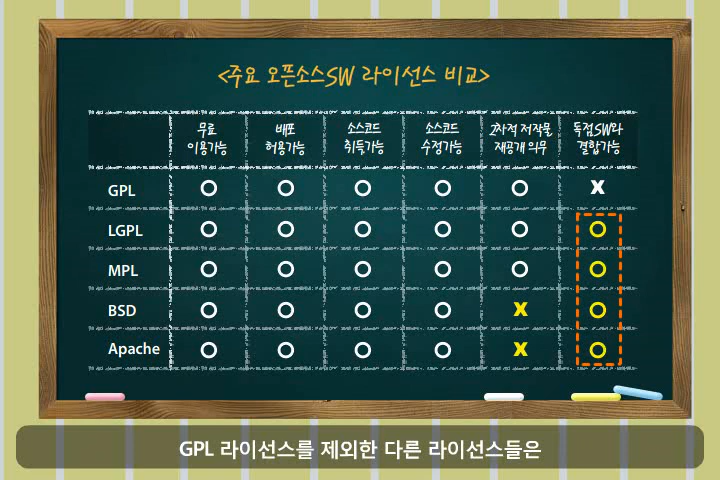 <주요 오픈소스SW 라이선스 비교>
무료 이용가능 배포 허용가능 소스코드 취득가능 소스코드 수정가능 2차적 저작물 재공개 의무 독점SW와 결합가능
GPL O O O O O X
LGPL O O O O O O
MPL O O O O O O
BSD O O O O X O
Apache O O O O X O
GPL 라이선스를 제외한 다른 라이선스들은